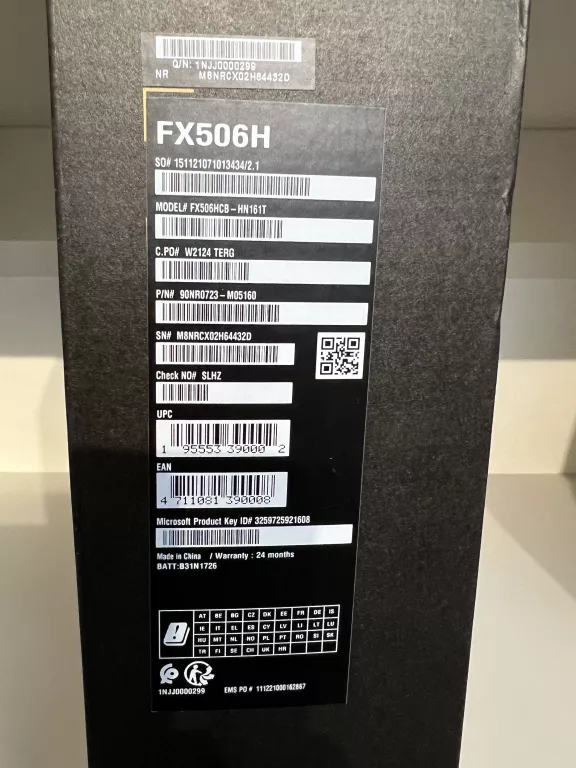 Q/N: 1NJJ0000299
NR M8NRCX02H64432D
FX506H
SO# 151121071013434/2.1
MODEL# FX506HCB-HN161T
C.PO# W2124 TERG
P/N# 90NR0723-M05160
SN# M8NRCX02H64432D
Check NO# SLHZ
UPC
1 95553 39000 2
EAN
4 711081 390008
Microsoft Product Key ID# 3259725921608
Made in China / Warranty : 24 months
BATT:B31N1726
AT BE BG CZ DK EE FR DE IS
IE IT EL ES CY LV LI LT LU
HU MT NL NO PL PT RO SI SK
TR FI SE CH UK HR
1NJJ0000299 EMS PO # 111221000162867